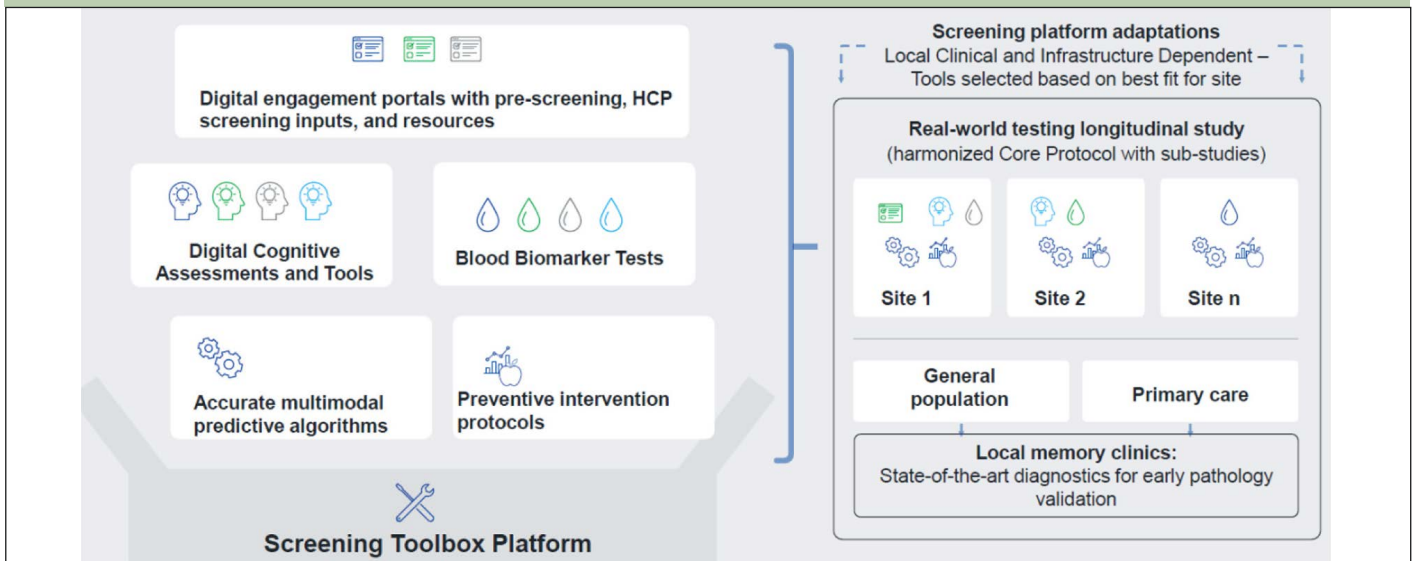 Digital engagement portals with pre-screening, HCP
screening inputs, and resources
Digital Cognitive
Assessments and Tools
Blood Biomarker Tests
Accurate multimodal
predictive algorithms
Preventive intervention
protocols
Screening Toolbox Platform
Screening platform adaptations
Local Clinical and Infrastructure Dependent –
Tools selected based on best fit for site
Real-world testing longitudinal study
(harmonized Core Protocol with sub-studies)
Site 1
Site 2
Site n
General
population
Primary care
Local memory clinics:
State-of-the-art diagnostics for early pathology
validation